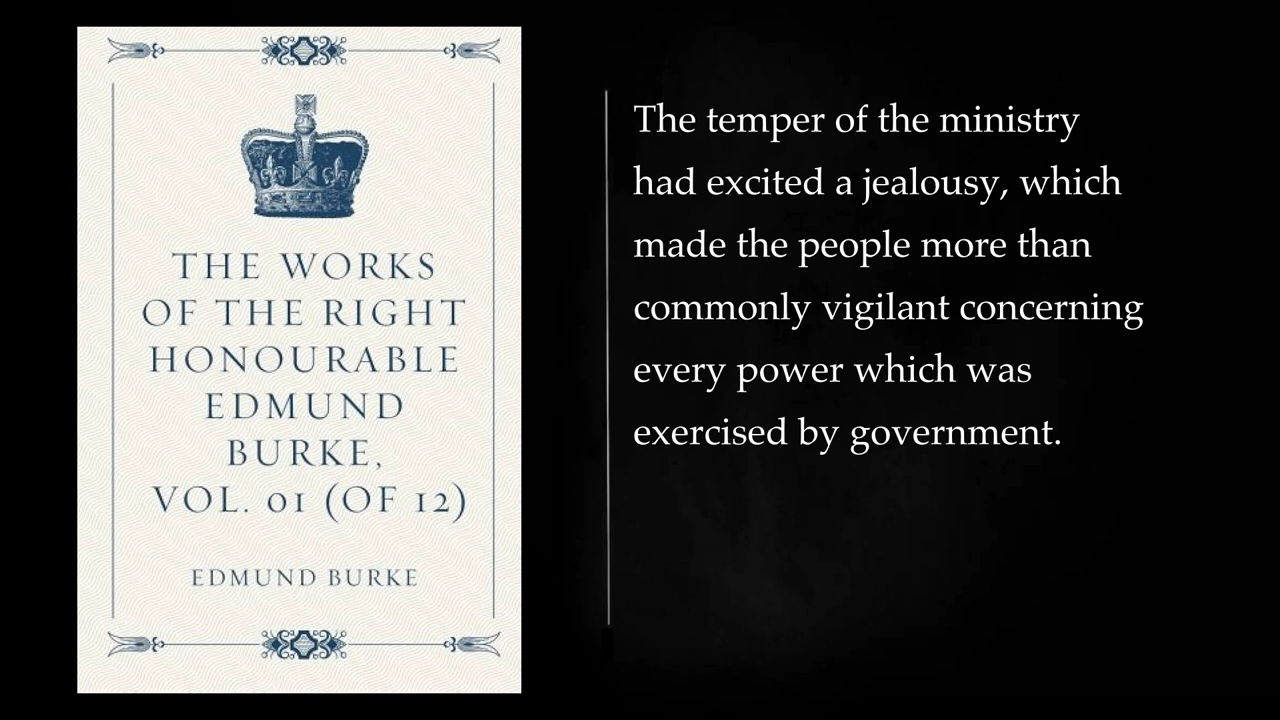 THE WORKS
OF THE RIGHT
HONOURABLE
EDMUND
BURKE,
VOL. 01 (OF 12)
EDMUND BURKE
The temper of the ministry
had excited a jealousy, which
made the people more than
commonly vigilant concerning
every power which was
exercised by government.